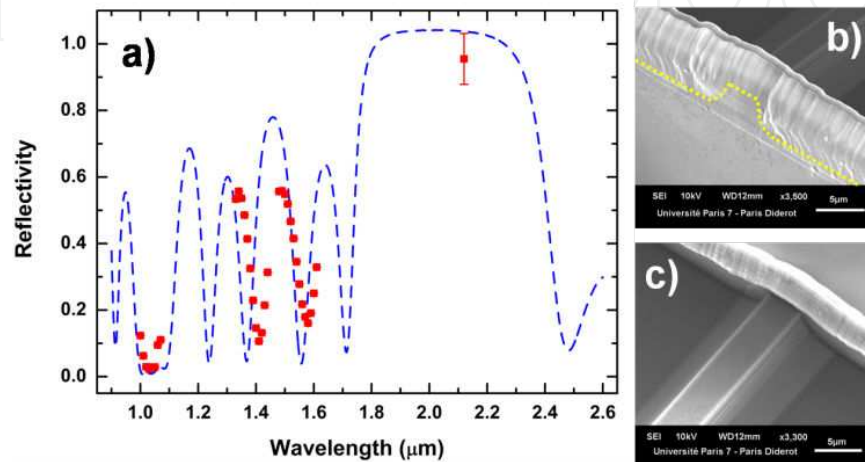 a)
1.0
0.8
0.6
0.4
0.2
0.0
Reflectivity
1.0 1.2 1.4 1.6 1.8 2.0 2.2 2.4 2.6
Wavelength (μm)
b)
SEI 10kV WD12mm x3,500 5μm
Université Paris 7 - Paris Diderot
c)
SEI 10kV WD12mm x3,300 5μm
Université Paris 7 - Paris Diderot